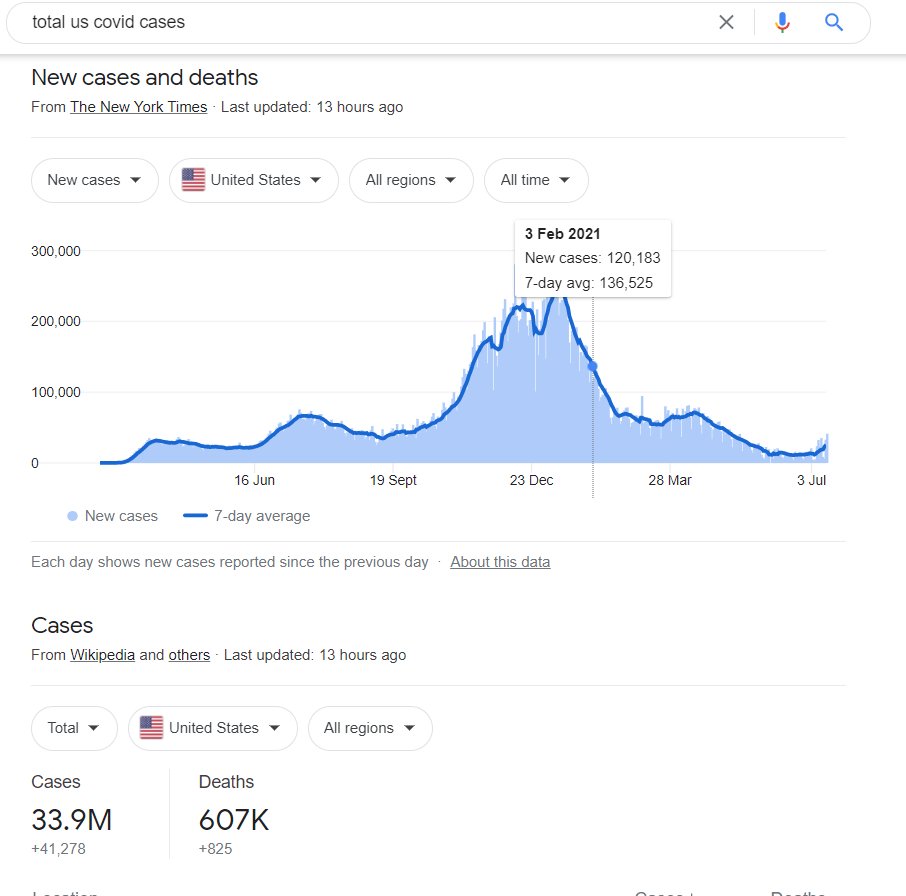 total us covid cases
New cases and deaths
From The New York Times · Last updated: 13 hours ago
New cases
United States
All regions
All time
3 Feb 2021
New cases: 120,183
7-day avg: 136,525
300,000
200,000
100,000
0
16 Jun
19 Sept
23 Dec
28 Mar
3 Jul
New cases
7-day average
Each day shows new cases reported since the previous day · About this data
Cases
From Wikipedia and others · Last updated: 13 hours ago
Total
United States
All regions
Cases
Deaths
33.9M
607K
+41,278
+825
Location Cases Deaths